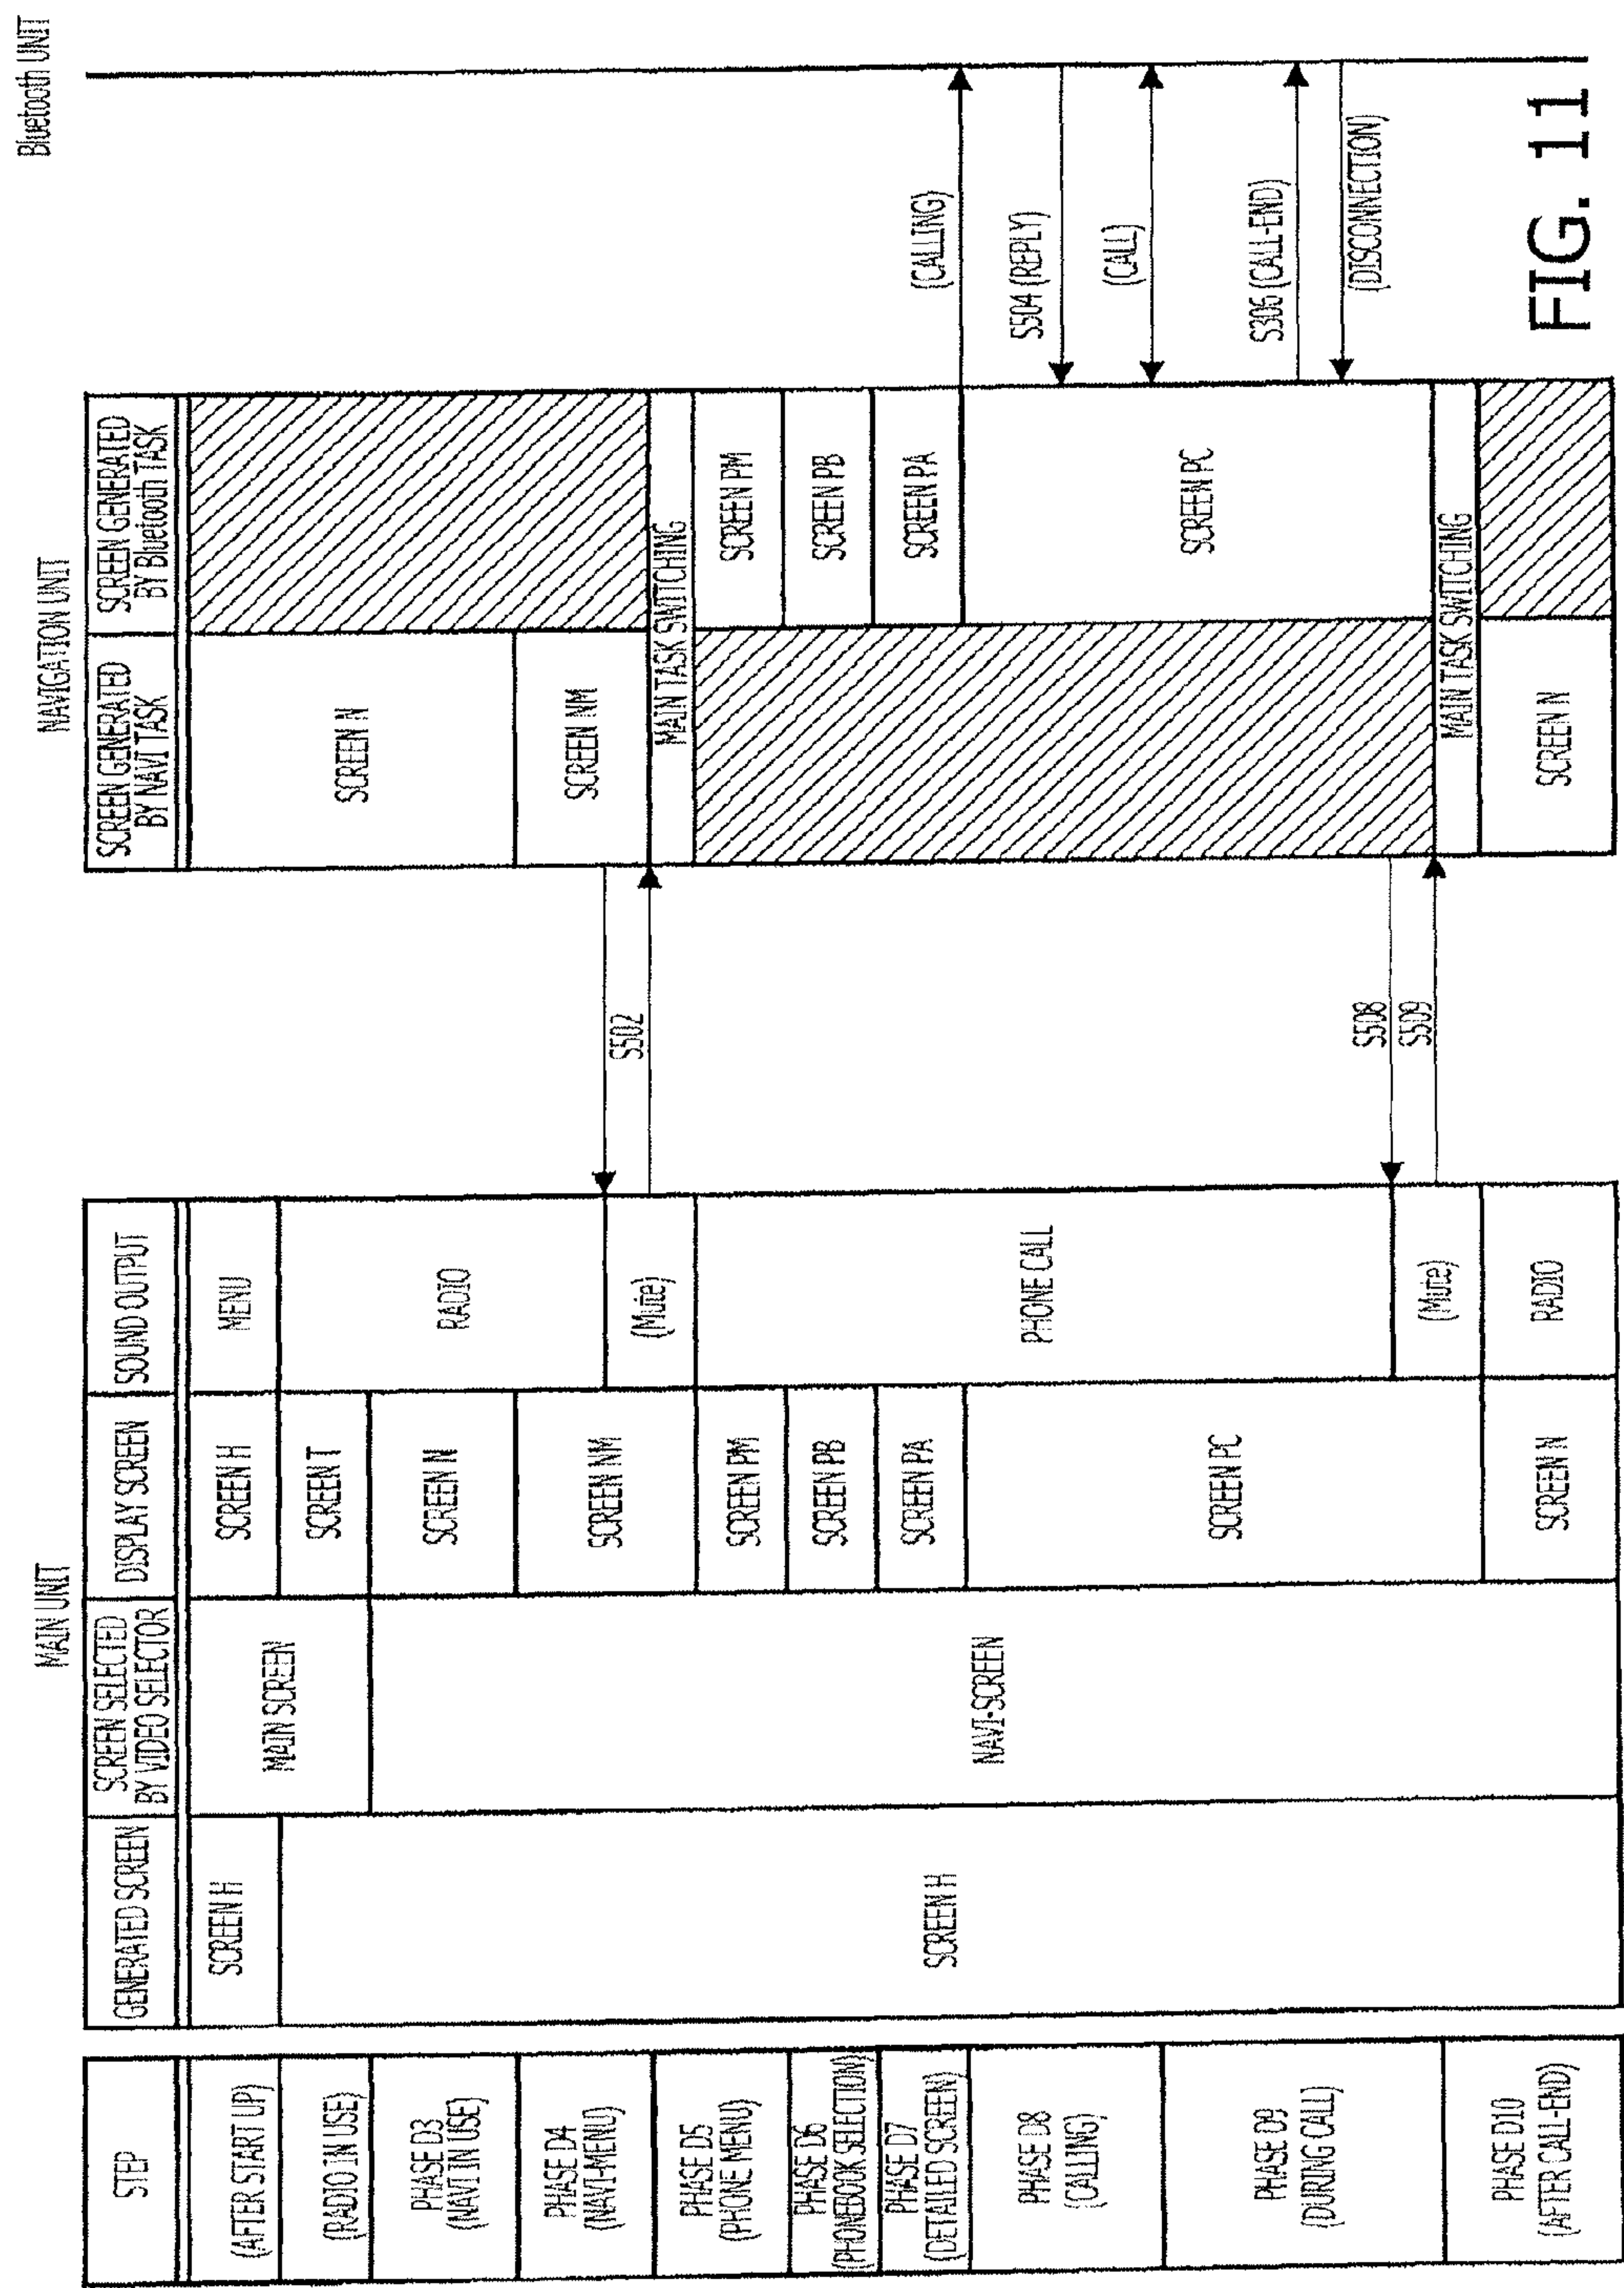 MAIN UNIT
NAVIGATION UNIT
Bluetooth UNIT
STEP
GENERATED SCREEN
SCREEN SELECTED
BY VIDEO SELECTOR
DISPLAY SCREEN
SOUND OUTPUT
SCREEN GENERATED
BY NAVI TASK
SCREEN GENERATED
BY Bluetooth TASK
(AFTER START UP)
SCREEN H
MAIN SCREEN
SCREEN H
MENU
SCREEN N
(RADIO IN USE)
SCREEN H
SCREEN T
RADIO
PHASE D3
(NAVI IN USE)
NAVI-SCREEN
SCREEN N
PHASE D4
(NAVI-MENU)
SCREEN NM
(Mute)
S502
SCREEN NM
MAIN TASK SWITCHING
PHASE D5
(PHONE MENU)
SCREEN PM
PHONE CALL
SCREEN PM
PHASE D6
(PHONEBOOK SELECTION)
SCREEN PB
SCREEN PB
PHASE D7
(DETAILED SCREEN)
SCREEN PA
SCREEN PA
(CALLING)
PHASE D8
(CALLING)
SCREEN PC
SCREEN PC
S504 (REPLY)
(CALL)
PHASE D9
(DURING CALL)
S306 (CALL-END)
(DISCONNECTION)
S508
S509
(Mute)
MAIN TASK SWITCHING
PHASE D10
(AFTER CALL-END)
SCREEN N
RADIO
SCREEN N
FIG. 11